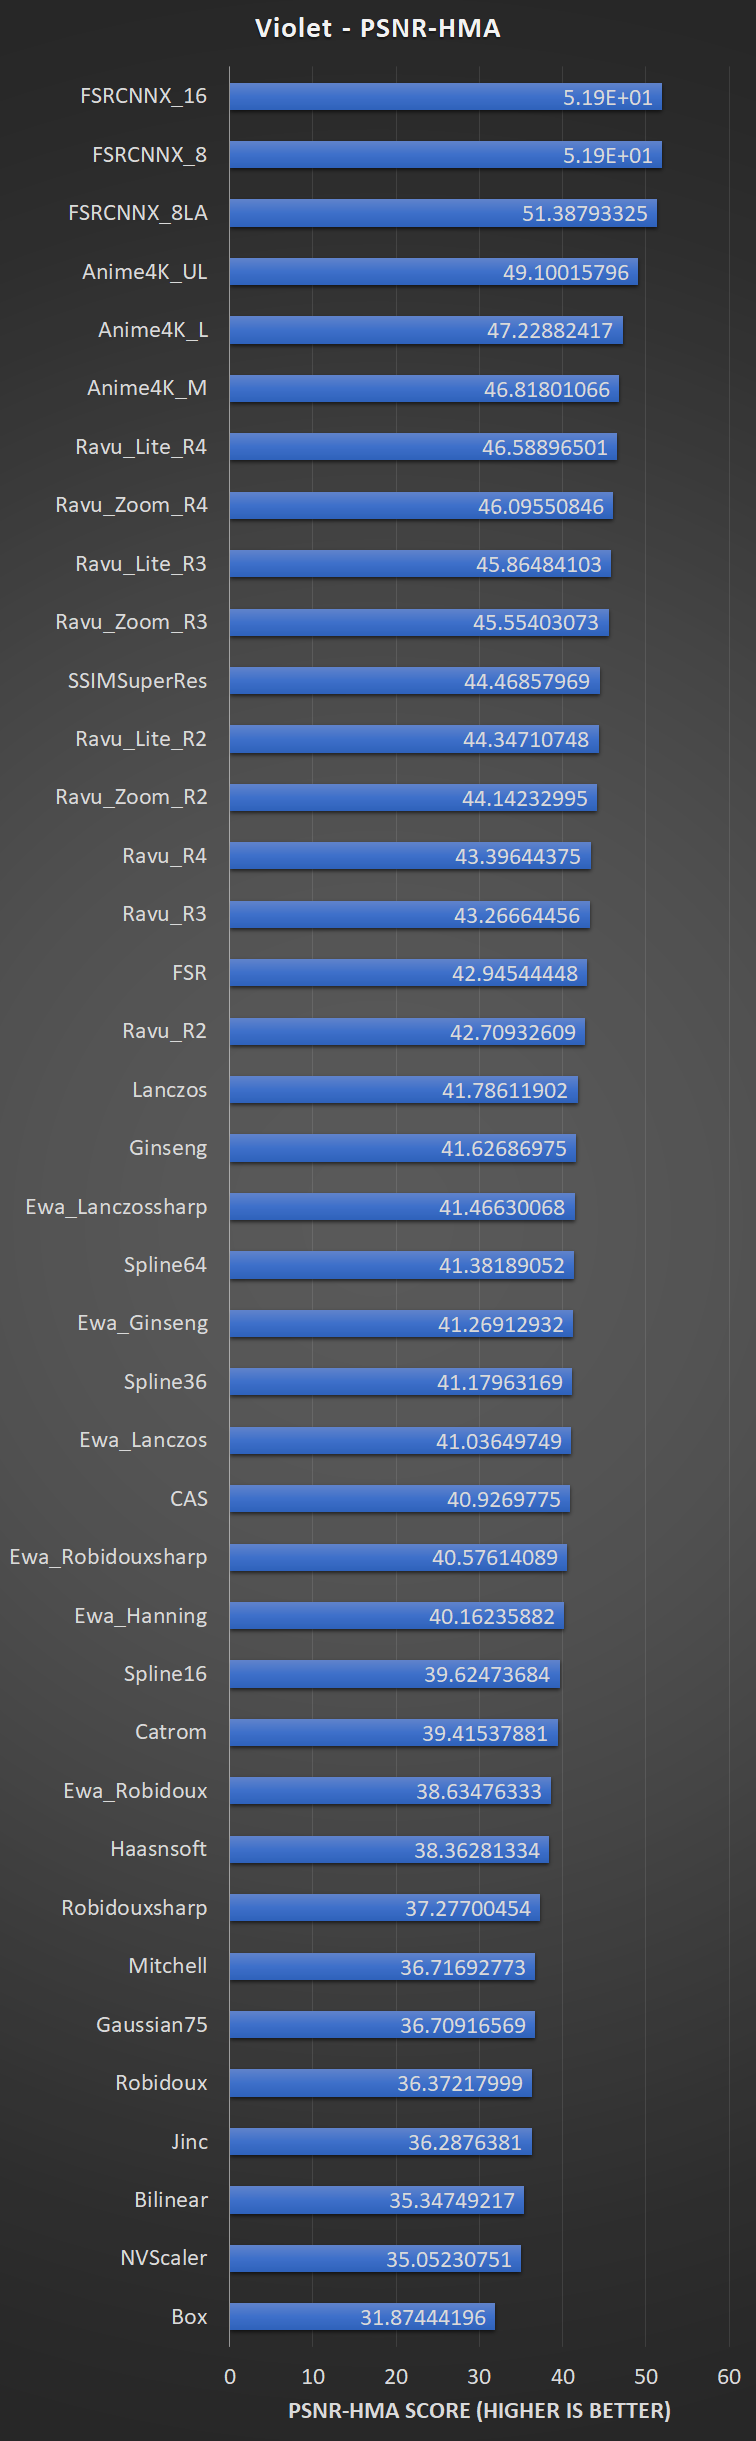 Violet - PSNR-HMA
FSRCNNX_16 5.19E+01
FSRCNNX_8 5.19E+01
FSRCNNX_8LA 51.38793325
Anime4K_UL 49.10015796
Anime4K_L 47.22882417
Anime4K_M 46.81801066
Ravu_Lite_R4 46.58896501
Ravu_Zoom_R4 46.09550846
Ravu_Lite_R3 45.86484103
Ravu_Zoom_R3 45.55403073
SSIMSuperRes 44.46857969
Ravu_Lite_R2 44.34710748
Ravu_Zoom_R2 44.14232995
Ravu_R4 43.39644375
Ravu_R3 43.26664456
FSR 42.94544448
Ravu_R2 42.70932609
Lanczos 41.78611902
Ginseng 41.62686975
Ewa_Lanczossharp 41.46630068
Spline64 41.38189052
Ewa_Ginseng 41.26912932
Spline36 41.17963169
Ewa_Lanczos 41.03649749
CAS 40.9269775
Ewa_Robidouxsharp 40.57614089
Ewa_Hanning 40.16235882
Spline16 39.62473684
Catrom 39.41537881
Ewa_Robidoux 38.63476333
Haasnsoft 38.36281334
Robidouxsharp 37.27700454
Mitchell 36.71692773
Gaussian75 36.70916569
Robidoux 36.37217999
Jinc 36.2876381
Bilinear 35.34749217
NVScaler 35.05230751
Box 31.87444196
0 10 20 30 40 50 60
PSNR-HMA SCORE (HIGHER IS BETTER)